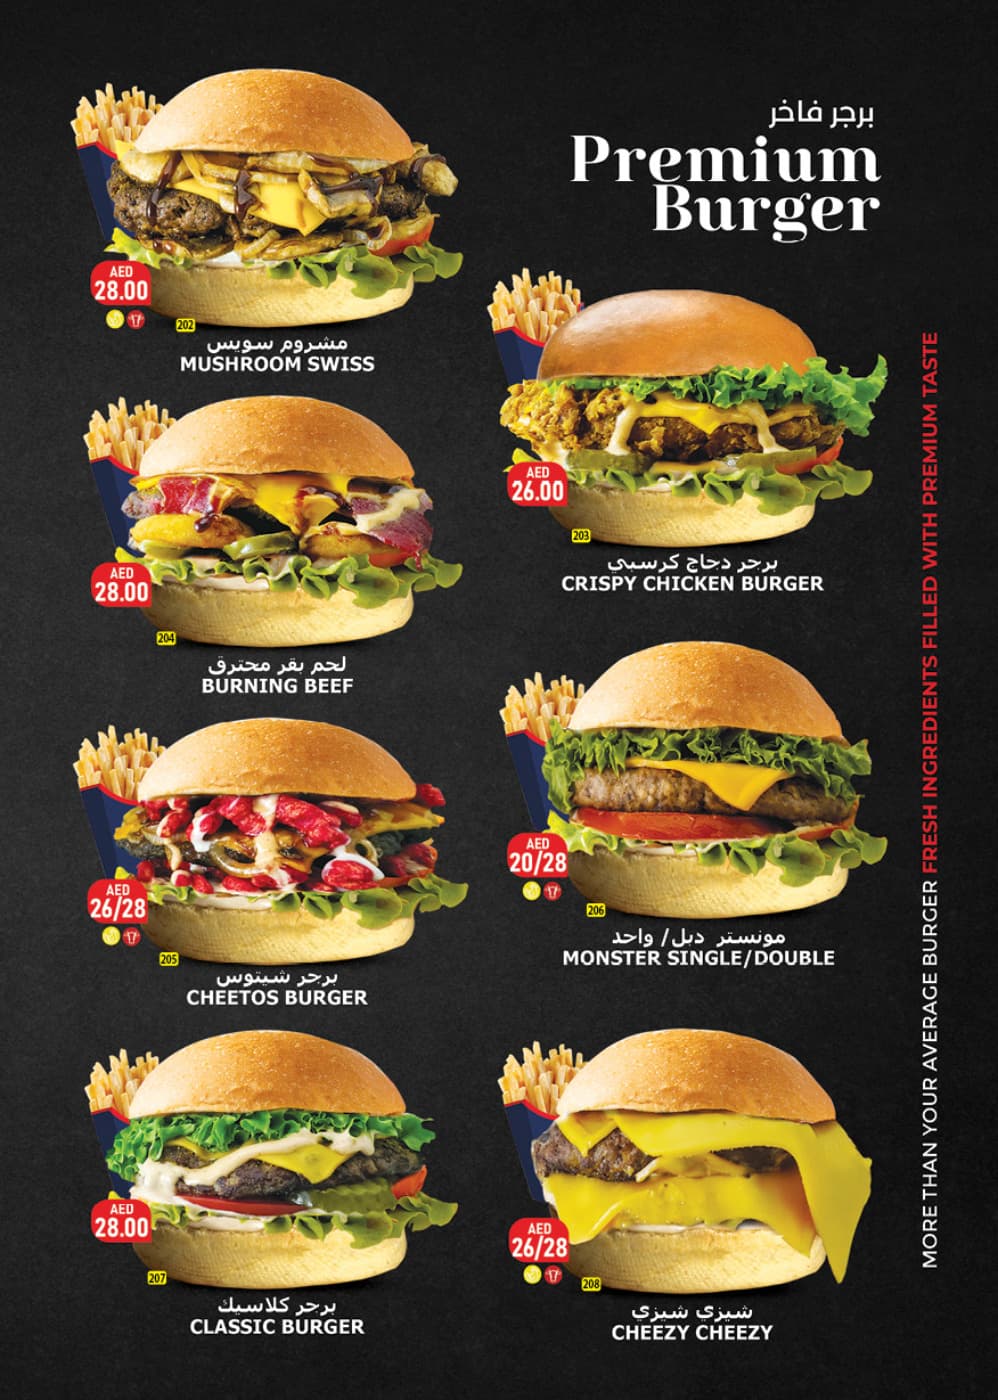 برجر فاخر
Premium
Burger
AED
28.00
202
مشروم سويس
MUSHROOM SWISS
AED
26.00
203
برجر دجاج كرسبي
CRISPY CHICKEN BURGER
AED
28.00
204
لحم بقر محترق
BURNING BEEF
AED
26/28
205
برجر شيتوس
CHEETOS BURGER
AED
20/28
206
مونستر دبل/ واحد
MONSTER SINGLE/DOUBLE
AED
28.00
207
برجر كلاسيك
CLASSIC BURGER
AED
26/28
208
شيزي شيزي
CHEEZY CHEEZY
MORE THAN YOUR AVERAGE BURGER FRESH INGREDIENTS FILLED WITH PREMIUM TASTE